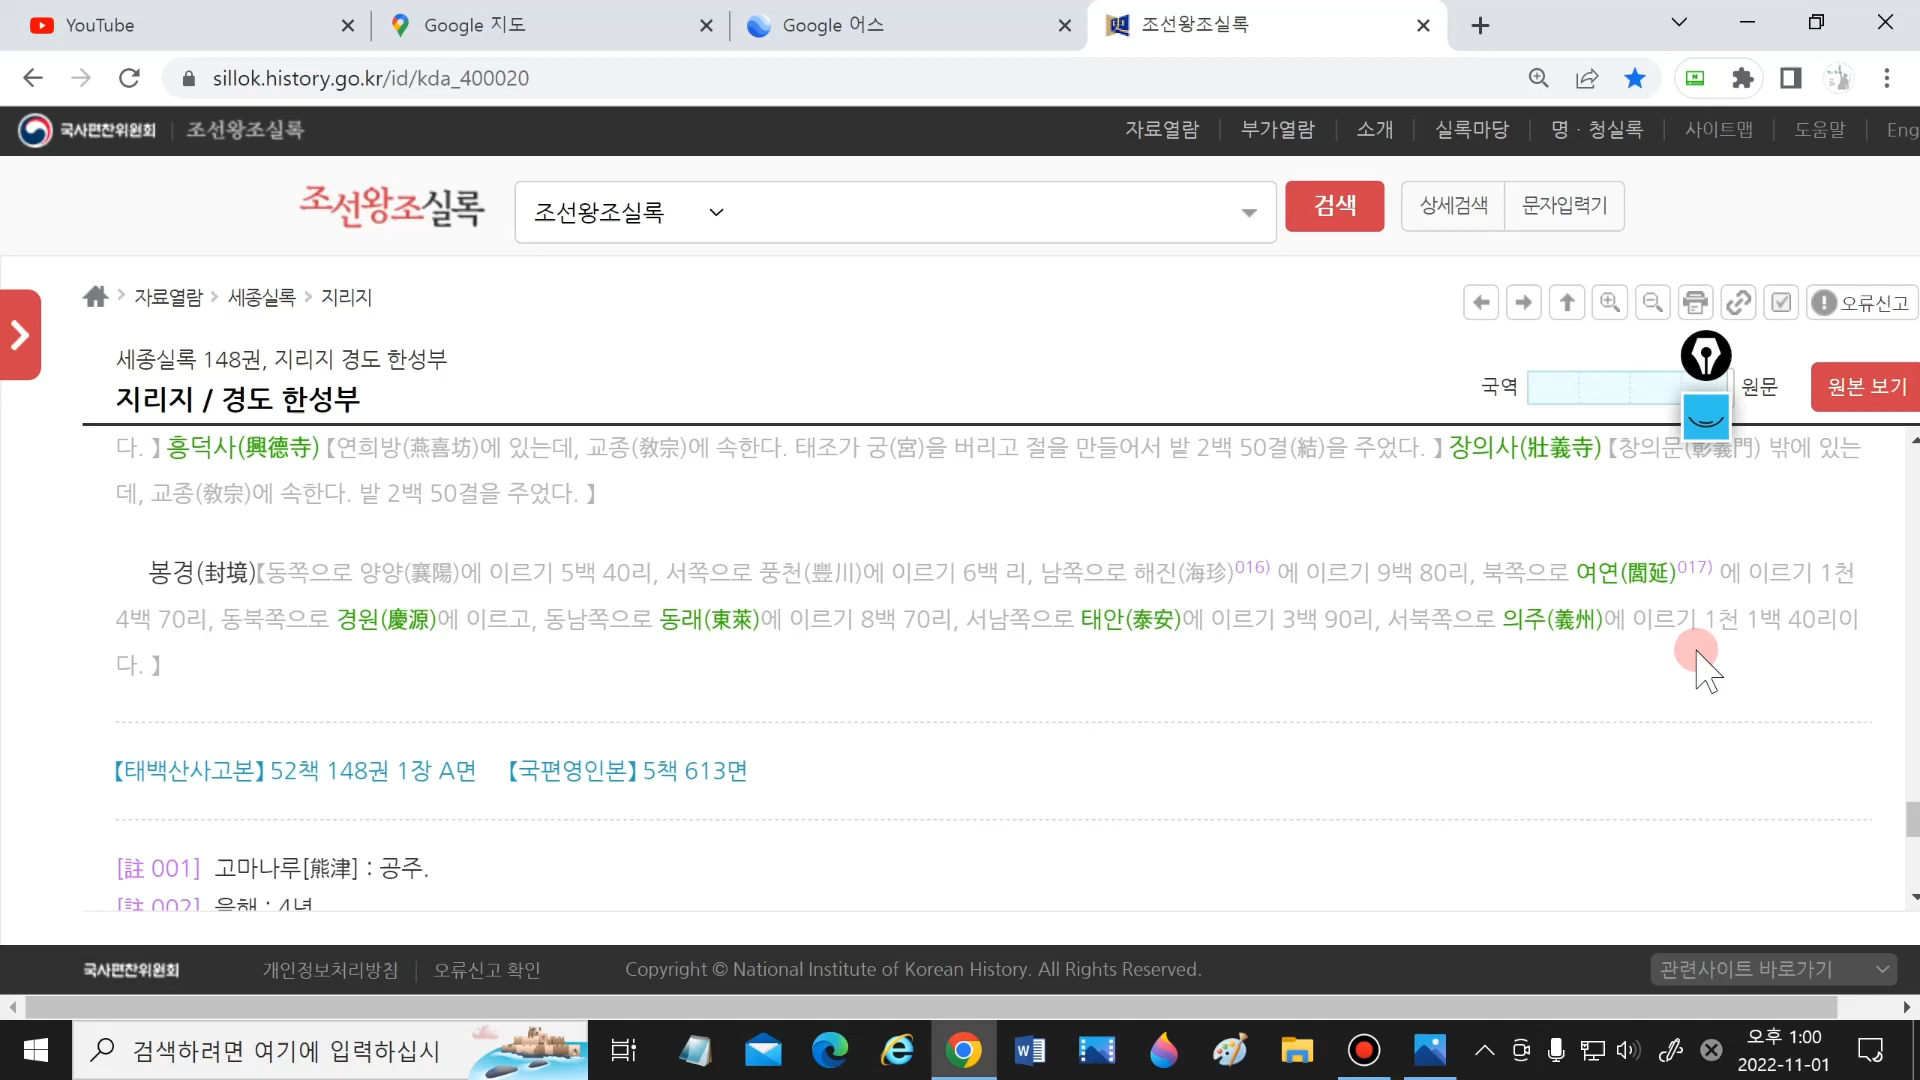 YouTube
Google 지도
Google 어스
조선왕조실록
sillok.history.go.kr/id/kda_400020
국사편찬위원회 조선왕조실록
자료열람 부가열람 소개 실록마당 명·청실록 사이트맵 도움말 Eng
조선왕조실록
조선왕조실록
검색
상세검색
문자입력기
자료열람 > 세종실록 > 지리지
오류신고
세종실록 148권, 지리지 경도 한성부
지리지 / 경도 한성부
국역
원문
원본 보기
다. 】흥덕사(興德寺)【연희방(燕喜坊)에 있는데, 교종(敎宗)에 속한다. 태조가 궁(宮)을 버리고 절을 만들어서 밭 2백 50결(結)을 주었다. 】장의사(壯義寺)【창의문(彰義門) 밖에 있는
데, 교종(敎宗)에 속한다. 밭 2백 50결을 주었다. 】
봉경(封境)【동쪽으로 양양(襄陽)에 이르기 5백 40리, 서쪽으로 풍천(豐川)에 이르기 6백 리, 남쪽으로 해진(海珍)016) 에 이르기 9백 80리, 북쪽으로 여연(閭延)017) 에 이르기 1천
4백 70리, 동북쪽으로 경원(慶源)에 이르고, 동남쪽으로 동래(東萊)에 이르기 8백 70리, 서남쪽으로 태안(泰安)에 이르기 3백 90리, 서북쪽으로 의주(義州)에 이르기 1천 1백 40리이
다. 】
【태백산사고본】 52책 148권 1장 A면 【국편영인본】 5책 613면
[註 001] 고마나루[熊津] : 공주.
[註 002] 을해 : 4년
국사편찬위원회
개인정보처리방침
오류신고 확인
Copyright © National Institute of Korean History. All Rights Reserved.
관련사이트 바로가기
검색하려면 여기에 입력하십시
오후 1:00
2022-11-01